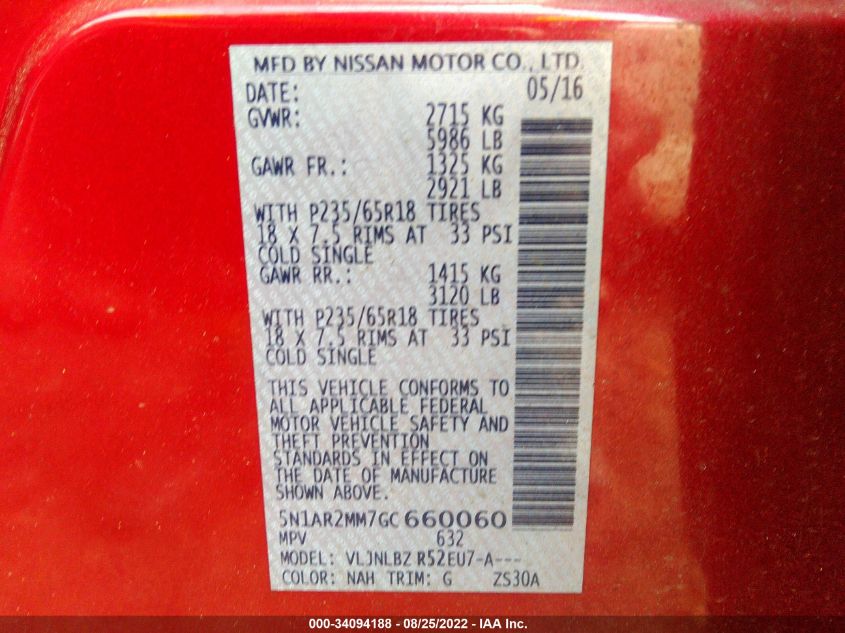 MFD BY NISSAN MOTOR CO., LTD.
DATE: 05/16
GVWR: 2715 KG
5986 LB
GAWR FR.: 1325 KG
2921 LB
WITH P235/65R18 TIRES
18 X 7.5 RIMS AT 33 PSI
COLD SINGLE
GAWR RR.: 1415 KG
3120 LB
WITH P235/65R18 TIRES
18 X 7.5 RIMS AT 33 PSI
COLD SINGLE
THIS VEHICLE CONFORMS TO
ALL APPLICABLE FEDERAL
MOTOR VEHICLE SAFETY AND
THEFT PREVENTION
STANDARDS IN EFFECT ON
THE DATE OF MANUFACTURE
SHOWN ABOVE.
5N1AR2MM7GC660060
MPV 632
MODEL: VLJNLBZ R52EU7-A---
COLOR: NAH TRIM: G ZS30A
000-34094188 - 08/25/2022 - IAA Inc.